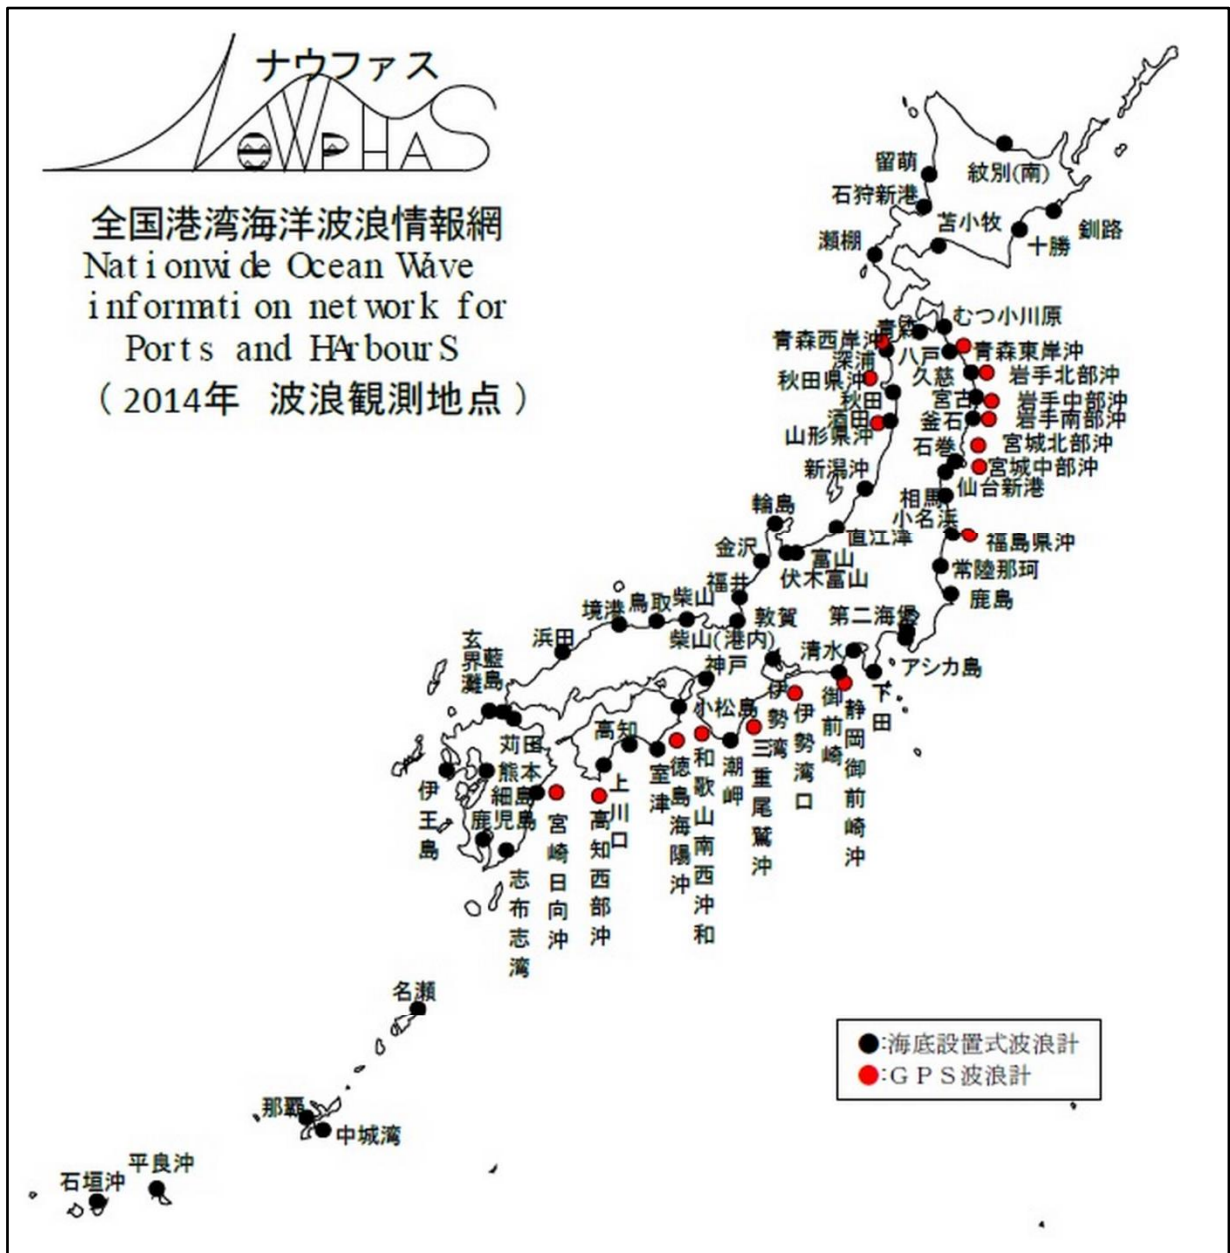 ナウファス
NOWPHAS
全国港湾海洋波浪情報網
Nationwide Ocean Wave
information network for
Ports and HArbourS
(2014年 波浪観測地点)
留萌
紋別(南)
石狩新港
苫小牧
釧路
瀬棚
十勝
むつ小川原
青森
青森西岸沖
八戸
青森東岸沖
深浦
久慈
岩手北部沖
秋田県沖
秋田
宮古
岩手中部沖
酒田
釜石
岩手南部沖
山形県沖
石巻
宮城北部沖
新潟沖
宮城中部沖
仙台新港
相馬
輪島
小名浜
直江津
福島県沖
金沢
富山
伏木富山
常陸那珂
福井
鹿島
境港
鳥取
柴山
敦賀
第二海堡
浜田
柴山(港内)
清水
アシカ島
玄界灘
藍島
神戸
下田
小松島
伊勢湾
伊勢湾口
御前崎
静岡御前崎沖
高知
苅田
室津
徳島海陽沖
和歌山南西沖和
潮岬
三重尾鷲沖
熊本
上川口
細島
伊王島
鹿児島
宮崎日向沖
高知西部沖
志布志湾
名瀬
●:海底設置式波浪計
●:GPS波浪計
那覇
中城湾
平良沖
石垣沖